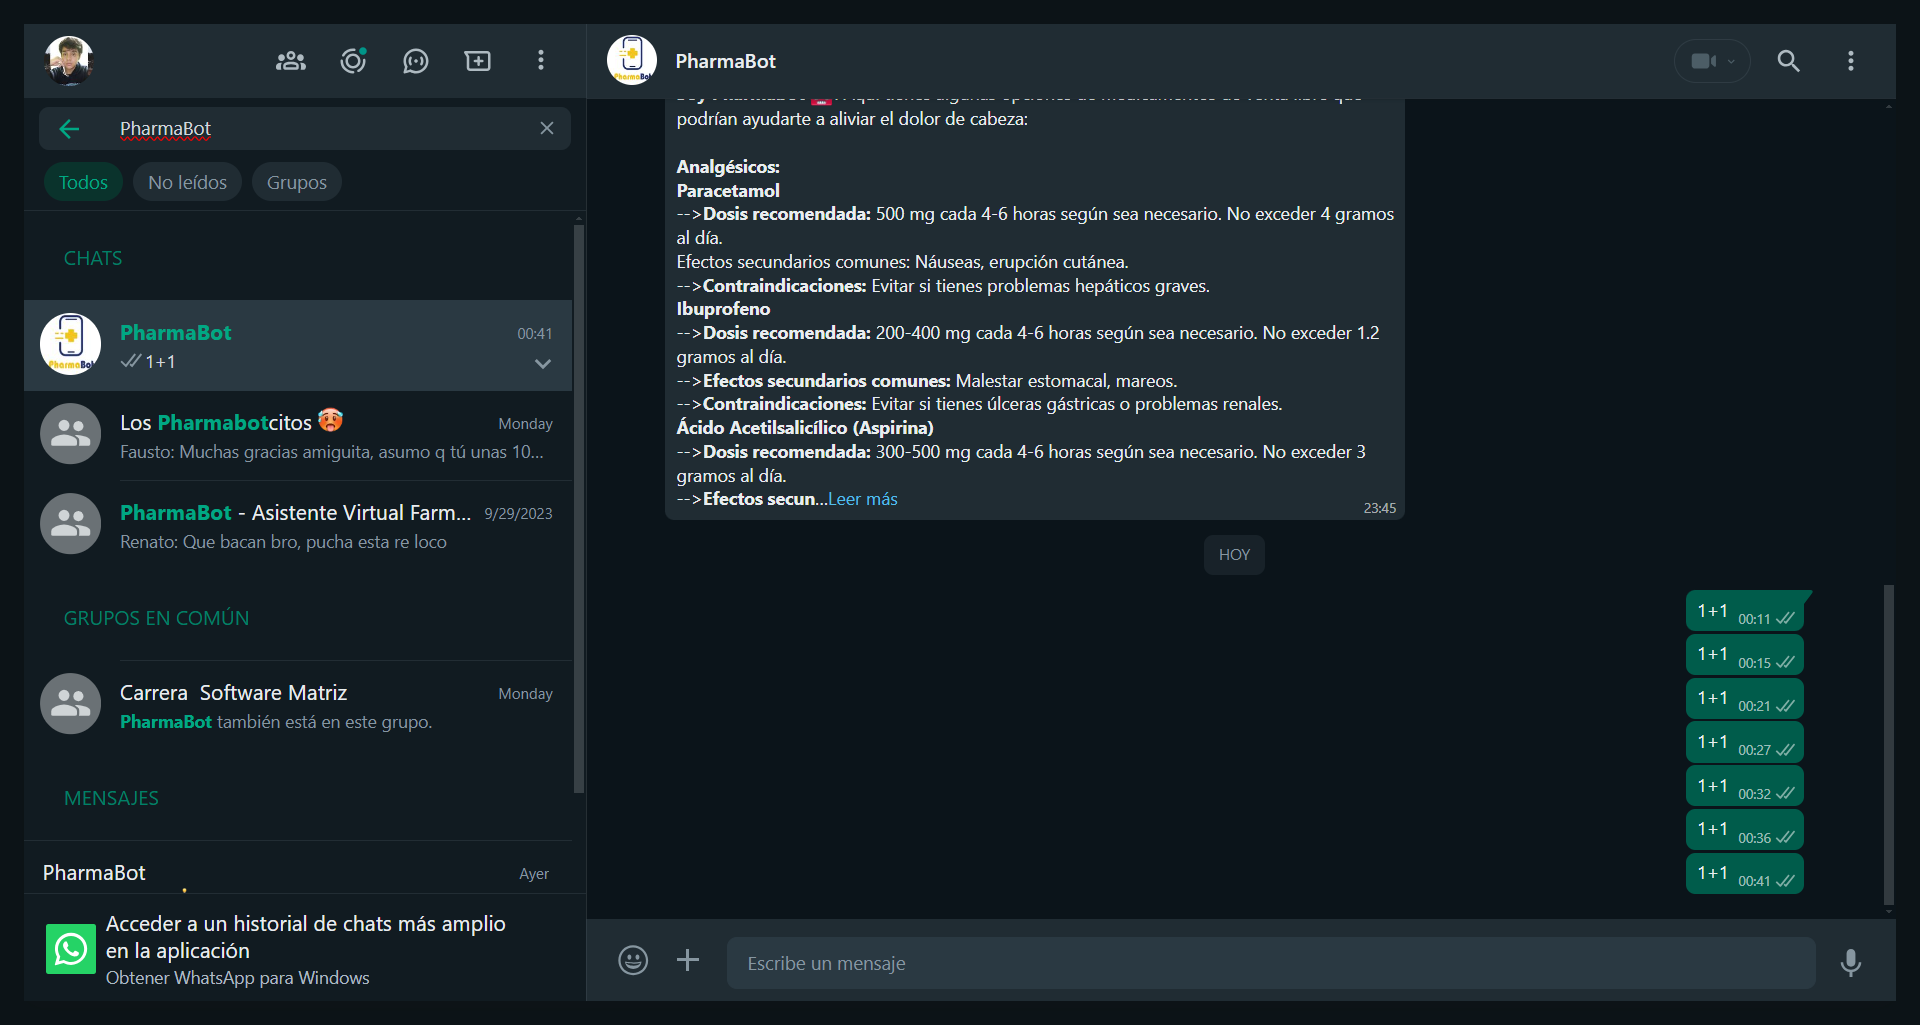 PharmaBot
Todos
No leídos
Grupos
CHATS
PharmaBot
00:41
1+1
Los Pharmabotcitos
Monday
Fausto: Muchas gracias amiguita, asumo q tú unas 10...
PharmaBot - Asistente Virtual Farm...
9/29/2023
Renato: Que bacan bro, pucha esta re loco
GRUPOS EN COMÚN
Carrera Software Matriz
Monday
PharmaBot también está en este grupo.
MENSAJES
PharmaBot
Ayer
Acceder a un historial de chats más amplio
en la aplicación
Obtener WhatsApp para Windows
PharmaBot
podrían ayudarte a aliviar el dolor de cabeza:
Analgésicos:
Paracetamol
-->Dosis recomendada: 500 mg cada 4-6 horas según sea necesario. No exceder 4 gramos
al día.
Efectos secundarios comunes: Náuseas, erupción cutánea.
-->Contraindicaciones: Evitar si tienes problemas hepáticos graves.
Ibuprofeno
-->Dosis recomendada: 200-400 mg cada 4-6 horas según sea necesario. No exceder 1.2
gramos al día.
-->Efectos secundarios comunes: Malestar estomacal, mareos.
-->Contraindicaciones: Evitar si tienes úlceras gástricas o problemas renales.
Ácido Acetilsalicílico (Aspirina)
-->Dosis recomendada: 300-500 mg cada 4-6 horas según sea necesario. No exceder 3
gramos al día.
-->Efectos secun...Leer más
23:45
HOY
1+1 00:11
1+1 00:15
1+1 00:21
1+1 00:27
1+1 00:32
1+1 00:36
1+1 00:41
Escribe un mensaje